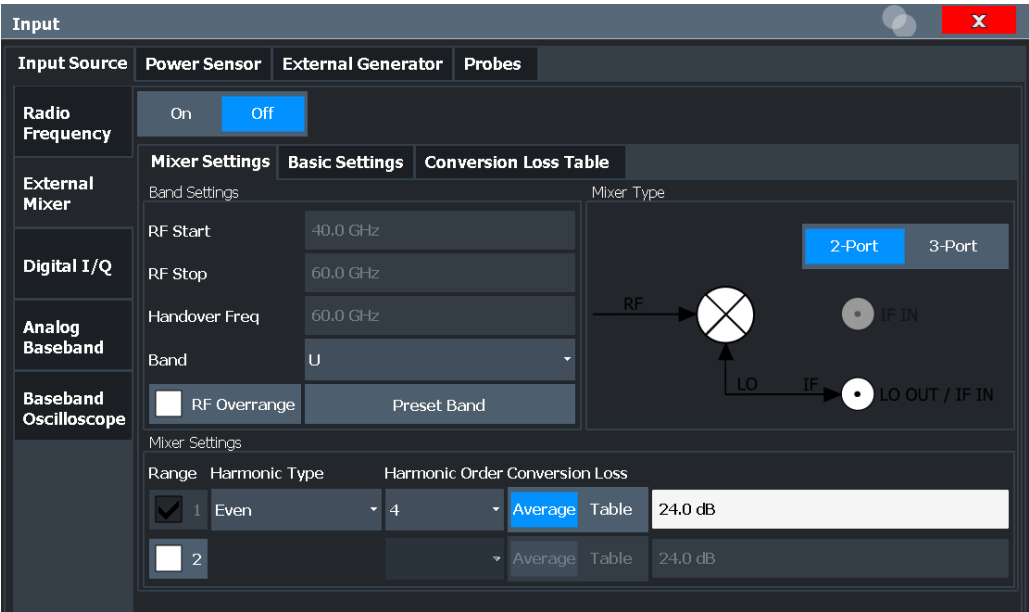 Input
X
Input Source Power Sensor External Generator Probes
Radio
Frequency
On Off
Mixer Settings Basic Settings Conversion Loss Table
External
Mixer
Band Settings
Mixer Type
RF Start 40.0 GHz
2-Port 3-Port
Digital I/Q
RF Stop 60.0 GHz
RF
IF IN
Handover Freq 60.0 GHz
Analog
Baseband
Band U
LO IF LO OUT / IF IN
Baseband
Oscilloscope
RF Overrange Preset Band
Mixer Settings
Range Harmonic Type Harmonic Order Conversion Loss
1 Even 4 Average Table 24.0 dB
2 Average Table 24.0 dB